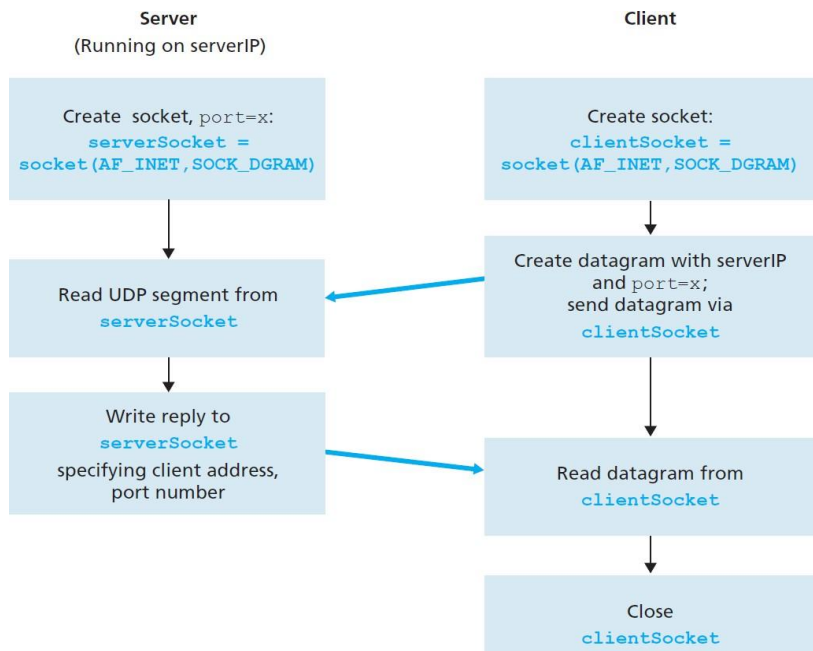 Server
(Running on serverIP)
Create socket, port=x:
serverSocket =
socket(AF_INET,SOCK_DGRAM)
Read UDP segment from
serverSocket
Write reply to
serverSocket
specifying client address,
port number
Client
Create socket:
clientSocket =
socket(AF_INET,SOCK_DGRAM)
Create datagram with serverIP
and port=x;
send datagram via
clientSocket
Read datagram from
clientSocket
Close
clientSocket